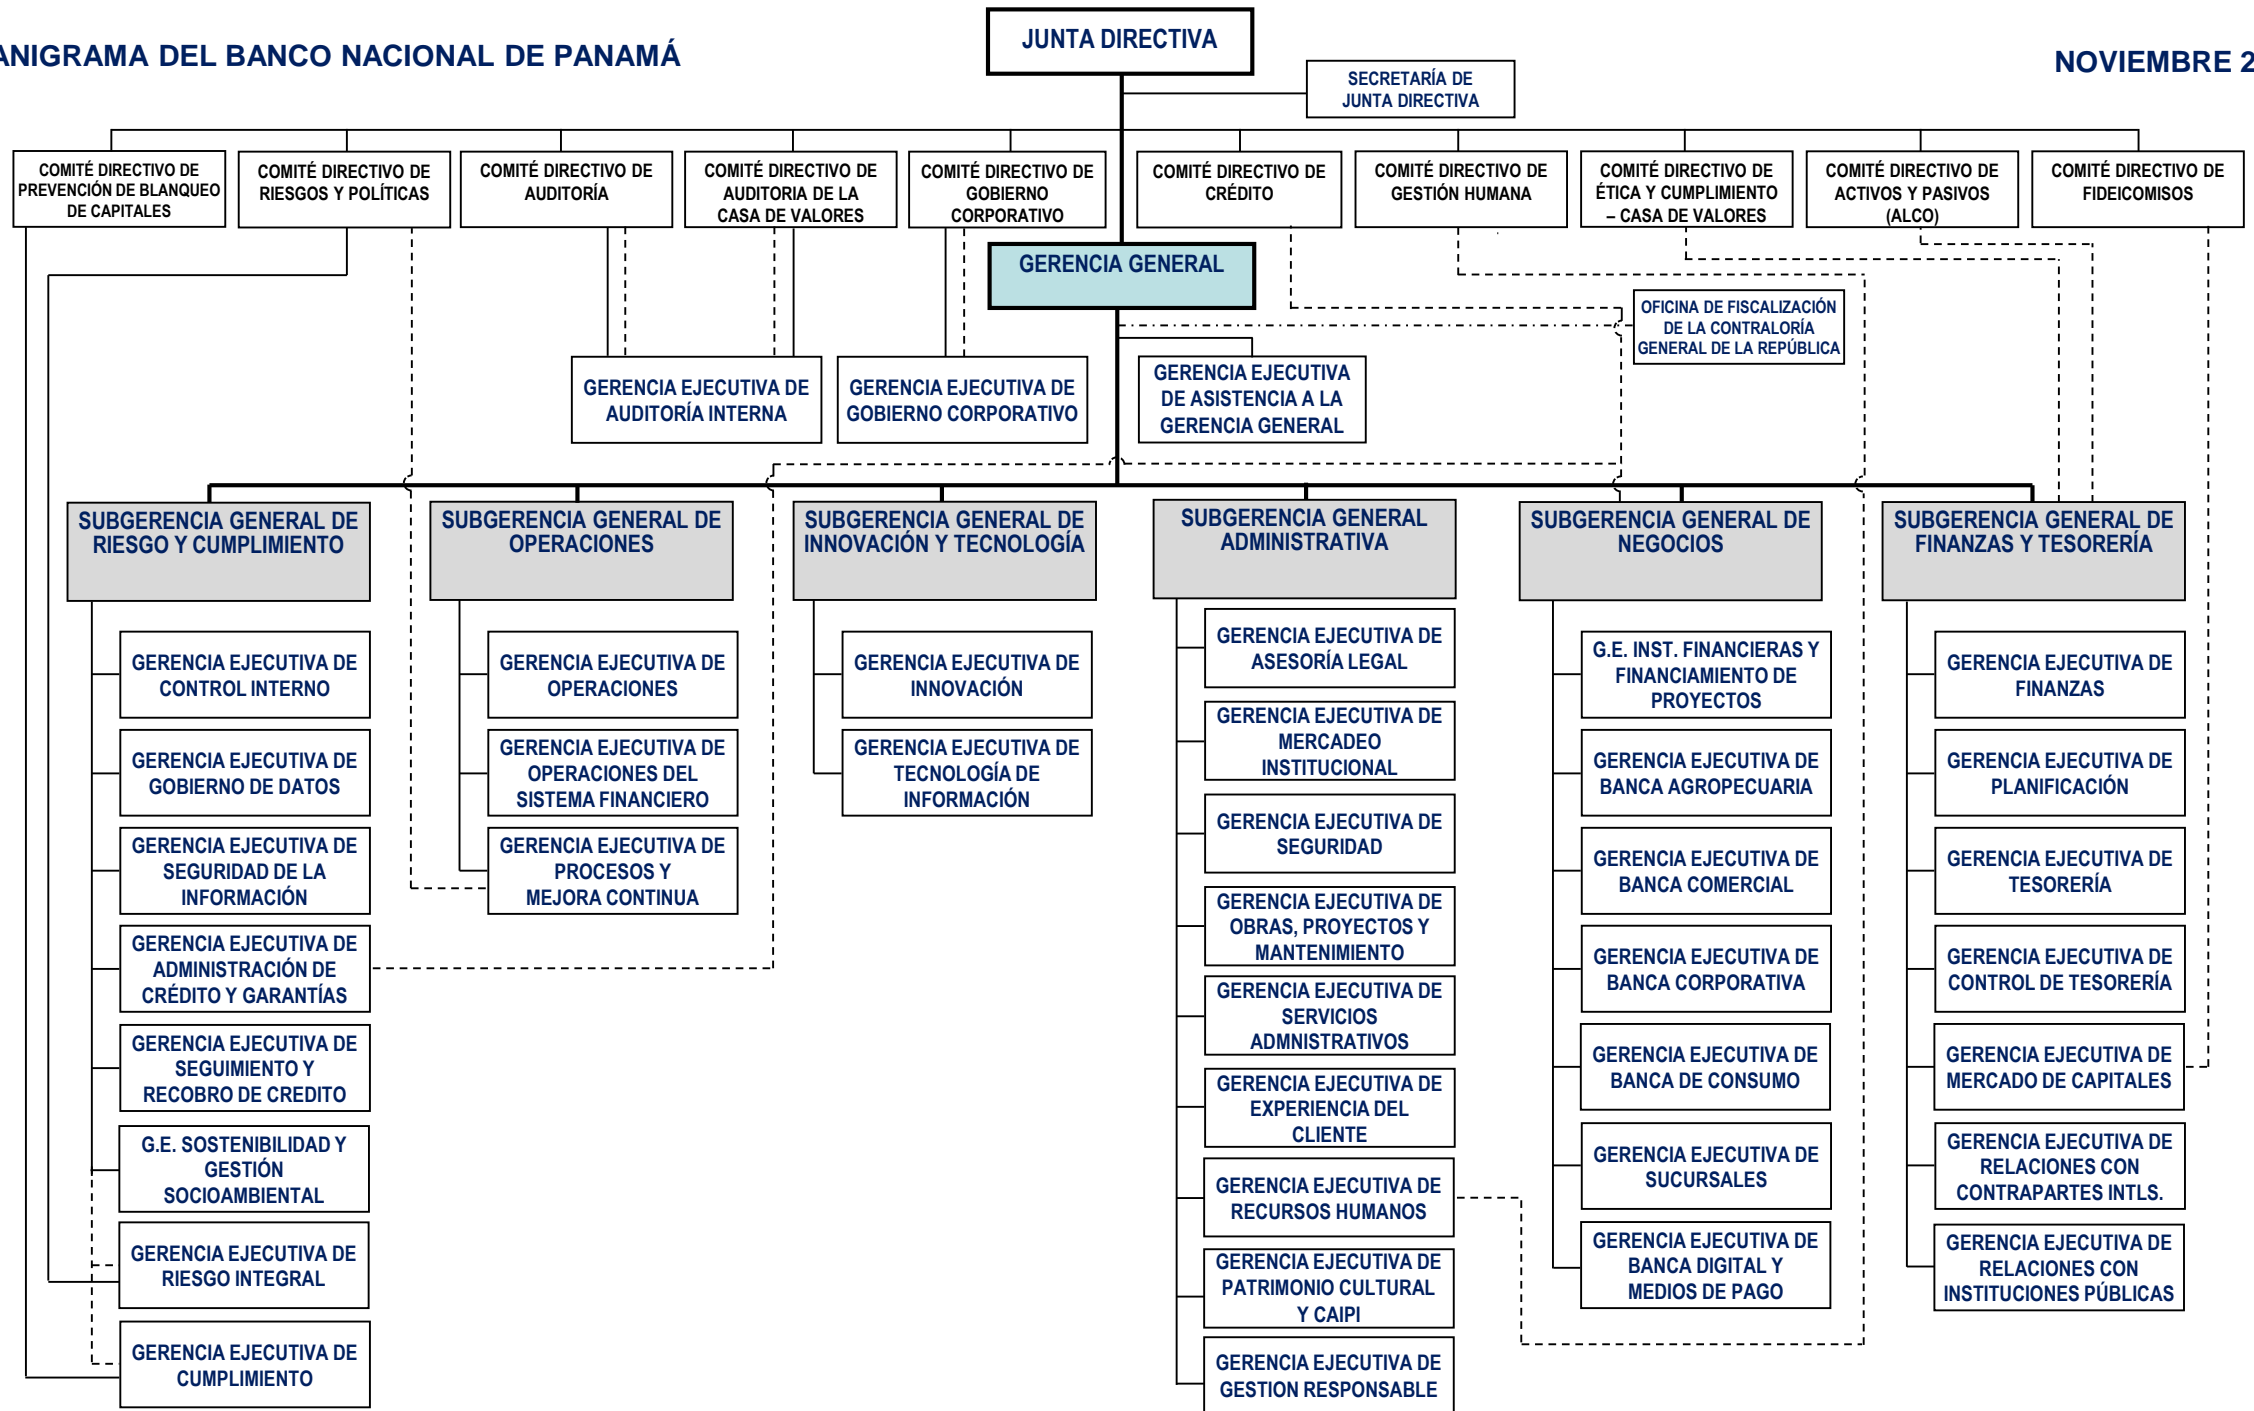 ANIGRAMA DEL BANCO NACIONAL DE PANAMÁ
NOVIEMBRE 2
JUNTA DIRECTIVA
SECRETARÍA DE
JUNTA DIRECTIVA
COMITÉ DIRECTIVO DE
PREVENCIÓN DE BLANQUEO
DE CAPITALES
COMITÉ DIRECTIVO DE
RIESGOS Y POLÍTICAS
COMITÉ DIRECTIVO DE
AUDITORÍA
COMITÉ DIRECTIVO DE
AUDITORIA DE LA
CASA DE VALORES
COMITÉ DIRECTIVO DE
GOBIERNO
CORPORATIVO
COMITÉ DIRECTIVO DE
CRÉDITO
COMITÉ DIRECTIVO DE
GESTIÓN HUMANA
COMITÉ DIRECTIVO DE
ÉTICA Y CUMPLIMIENTO
– CASA DE VALORES
COMITÉ DIRECTIVO DE
ACTIVOS Y PASIVOS
(ALCO)
COMITÉ DIRECTIVO DE
FIDEICOMISOS
GERENCIA GENERAL
OFICINA DE FISCALIZACIÓN
DE LA CONTRALORÍA
GENERAL DE LA REPÚBLICA
GERENCIA EJECUTIVA DE
AUDITORÍA INTERNA
GERENCIA EJECUTIVA DE
GOBIERNO CORPORATIVO
GERENCIA EJECUTIVA
DE ASISTENCIA A LA
GERENCIA GENERAL
SUBGERENCIA GENERAL DE
RIESGO Y CUMPLIMIENTO
GERENCIA EJECUTIVA DE
CONTROL INTERNO
GERENCIA EJECUTIVA DE
GOBIERNO DE DATOS
GERENCIA EJECUTIVA DE
SEGURIDAD DE LA
INFORMACIÓN
GERENCIA EJECUTIVA DE
ADMINISTRACIÓN DE
CRÉDITO Y GARANTÍAS
GERENCIA EJECUTIVA DE
SEGUIMIENTO Y
RECOBRO DE CREDITO
G.E. SOSTENIBILIDAD Y
GESTIÓN
SOCIOAMBIENTAL
GERENCIA EJECUTIVA DE
RIESGO INTEGRAL
GERENCIA EJECUTIVA DE
CUMPLIMIENTO
SUBGERENCIA GENERAL DE
OPERACIONES
GERENCIA EJECUTIVA DE
OPERACIONES
GERENCIA EJECUTIVA DE
OPERACIONES DEL
SISTEMA FINANCIERO
GERENCIA EJECUTIVA DE
PROCESOS Y
MEJORA CONTINUA
SUBGERENCIA GENERAL DE
INNOVACIÓN Y TECNOLOGÍA
GERENCIA EJECUTIVA DE
INNOVACIÓN
GERENCIA EJECUTIVA DE
TECNOLOGÍA DE
INFORMACIÓN
SUBGERENCIA GENERAL
ADMINISTRATIVA
GERENCIA EJECUTIVA DE
ASESORÍA LEGAL
GERENCIA EJECUTIVA DE
MERCADEO
INSTITUCIONAL
GERENCIA EJECUTIVA DE
SEGURIDAD
GERENCIA EJECUTIVA DE
OBRAS, PROYECTOS Y
MANTENIMIENTO
GERENCIA EJECUTIVA DE
SERVICIOS
ADMNISTRATIVOS
GERENCIA EJECUTIVA DE
EXPERIENCIA DEL
CLIENTE
GERENCIA EJECUTIVA DE
RECURSOS HUMANOS
GERENCIA EJECUTIVA DE
PATRIMONIO CULTURAL
Y CAIPI
GERENCIA EJECUTIVA DE
GESTION RESPONSABLE
SUBGERENCIA GENERAL DE
NEGOCIOS
G.E. INST. FINANCIERAS Y
FINANCIAMIENTO DE
PROYECTOS
GERENCIA EJECUTIVA DE
BANCA AGROPECUARIA
GERENCIA EJECUTIVA DE
BANCA COMERCIAL
GERENCIA EJECUTIVA DE
BANCA CORPORATIVA
GERENCIA EJECUTIVA DE
BANCA DE CONSUMO
GERENCIA EJECUTIVA DE
SUCURSALES
GERENCIA EJECUTIVA DE
BANCA DIGITAL Y
MEDIOS DE PAGO
SUBGERENCIA GENERAL DE
FINANZAS Y TESORERÍA
GERENCIA EJECUTIVA DE
FINANZAS
GERENCIA EJECUTIVA DE
PLANIFICACIÓN
GERENCIA EJECUTIVA DE
TESORERÍA
GERENCIA EJECUTIVA DE
CONTROL DE TESORERÍA
GERENCIA EJECUTIVA DE
MERCADO DE CAPITALES
GERENCIA EJECUTIVA DE
RELACIONES CON
CONTRAPARTES INTLS.
GERENCIA EJECUTIVA DE
RELACIONES CON
INSTITUCIONES PÚBLICAS